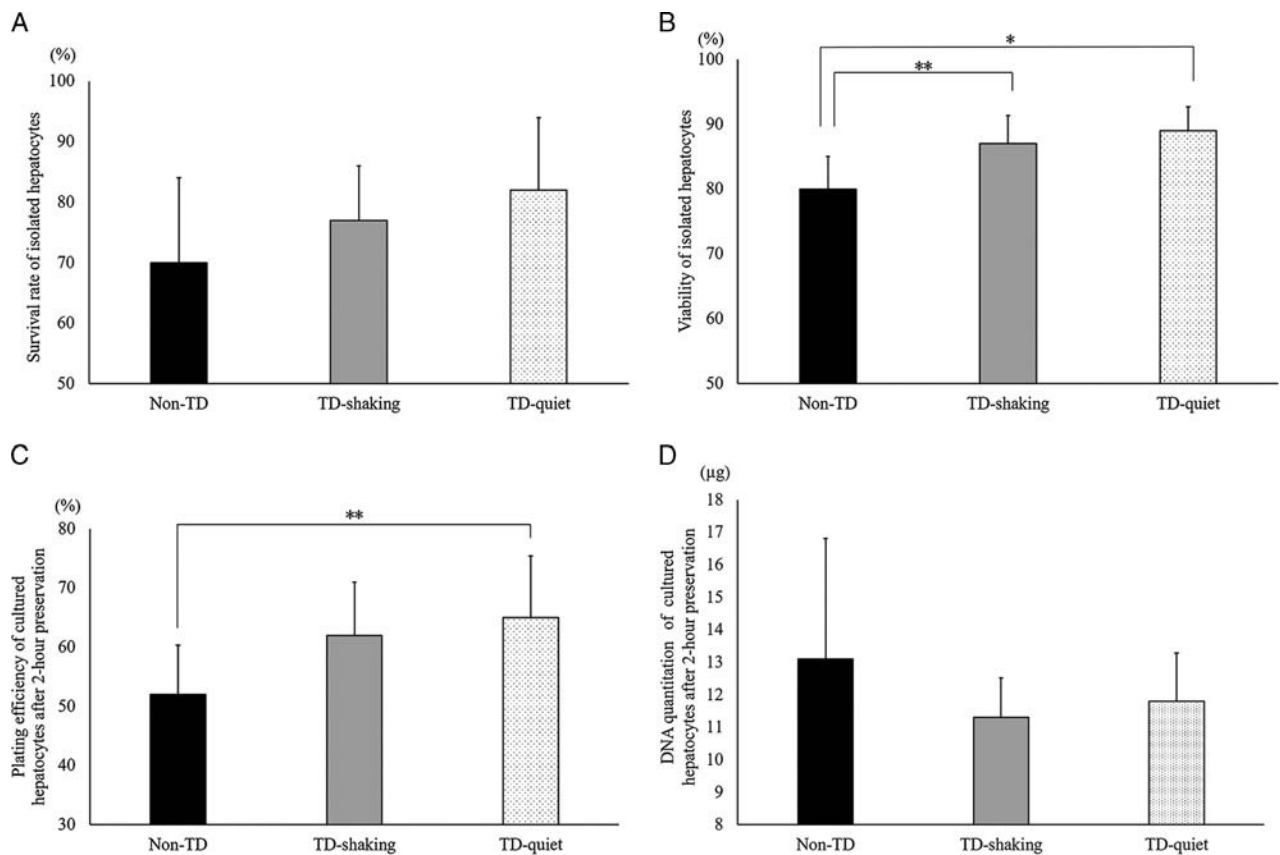 A
(%)
Survival rate of isolated hepatocytes
100
90
80
70
60
50
Non-TD TD-shaking TD-quiet
B
(%)
Viability of isolated hepatocytes
100
90
80
70
60
50
*
**
Non-TD TD-shaking TD-quiet
C
(%)
Plating efficiency of cultured
hepatocytes after 2-hour preservation
80
70
60
50
40
30
**
Non-TD TD-shaking TD-quiet
D
(µg)
DNA quantitation of cultured
hepatocytes after 2-hour preservation
18
17
16
15
14
13
12
11
10
9
8
Non-TD TD-shaking TD-quiet